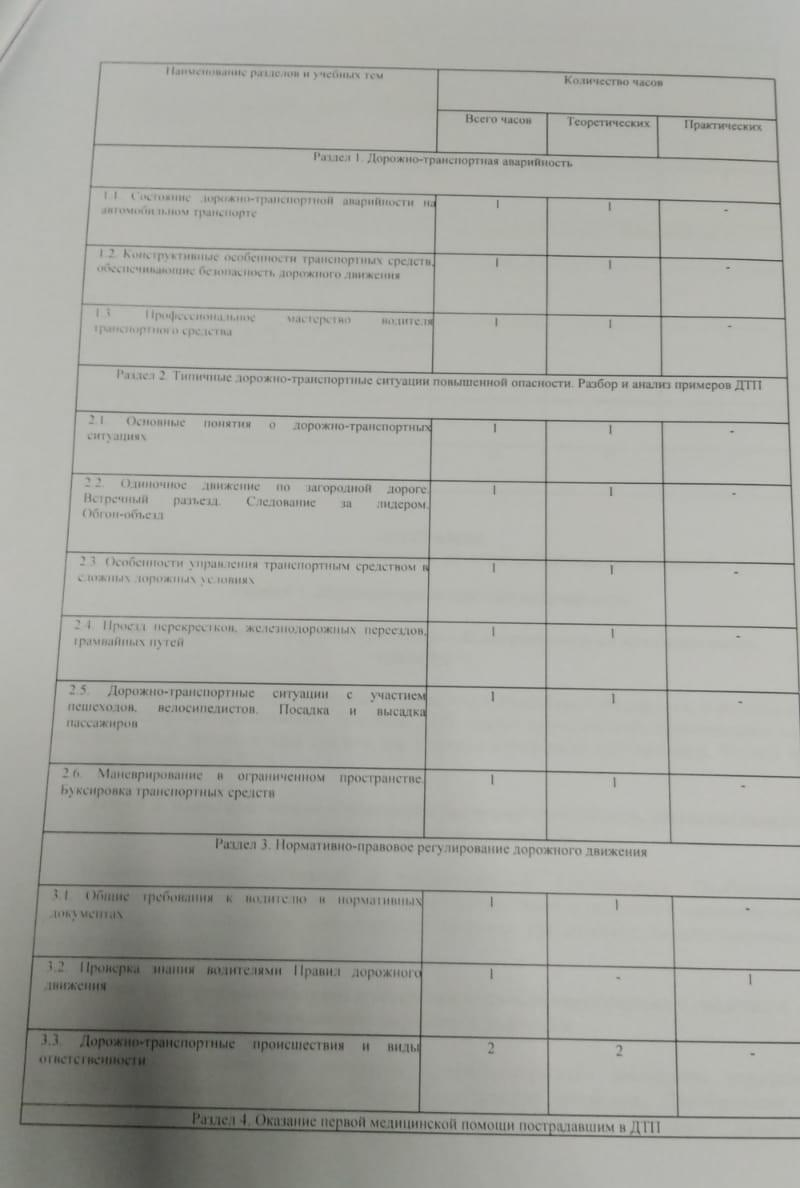 Наименование разделов и учебных тем
Количество часов
Всего часов
Теоретических
Практических
Раздел 1. Дорожно-транспортная аварийность
1.1. Состояние дорожно-транспортной аварийности на
автомобильном транспорте
1
1
-
1.2. Конструктивные особенности транспортных средств,
обеспечивающие безопасность дорожного движения
1
1
-
1.3. Профессиональное мастерство водителя
транспортного средства
1
1
-
Раздел 2. Типичные дорожно-транспортные ситуации повышенной опасности. Разбор и анализ примеров ДТП
2.1. Основные понятия о дорожно-транспортных
ситуациях
1
1
-
2.2. Одиночное движение по загородной дороге.
Встречный разъезд. Следование за лидером.
Обгон-объезд
1
1
-
2.3. Особенности управления транспортным средством в
сложных дорожных условиях
1
1
-
2.4. Проезд перекрестков, железнодорожных переездов,
трамвайных путей
1
1
-
2.5. Дорожно-транспортные ситуации с участием
пешеходов, велосипедистов. Посадка и высадка
пассажиров
1
1
-
2.6. Маневрирование в ограниченном пространстве.
Буксировка транспортных средств
1
1
-
Раздел 3. Нормативно-правовое регулирование дорожного движения
3.1. Общие требования к водителю в нормативных
документах
1
1
-
3.2. Проверка знания водителями Правил дорожного
движения
1
-
1
3.3. Дорожно-транспортные происшествия и виды
ответственности
2
2
-
Раздел 4. Оказание первой медицинской помощи пострадавшим в ДТП